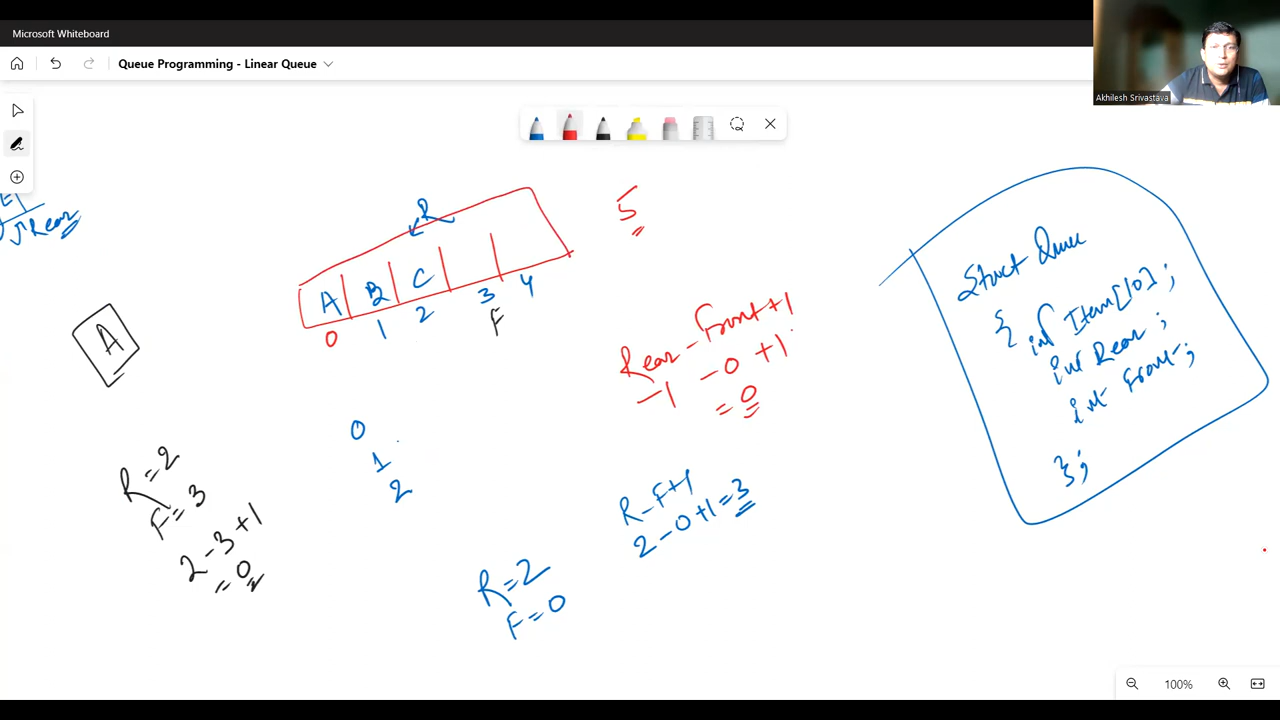 Microsoft Whiteboard
Queue Programming - Linear Queue
Akhilesh Srivastava
Rear
R
5
A B C
0 1 2 3 4
F
A
Rear - Front+1
-1 -0 +1
= 0
Struct Queue
{ int Item[10];
int Rear;
int Front;
};
0
1
2
R=2
F=3
2-3+1
=0
R-F+1
2-0+1=3
R=2
F=0
100%